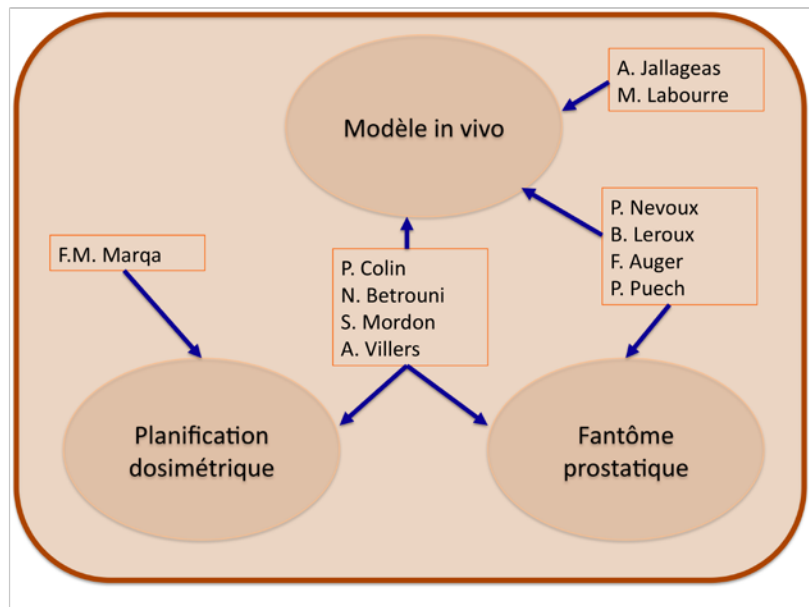 A. Jallageas
M. Labourre
Modèle in vivo
P. Nevoux
B. Leroux
F. Auger
P. Puech
F.M. Marqa
P. Colin
N. Betrouni
S. Mordon
A. Villers
Planification
dosimétrique
Fantôme
prostatique